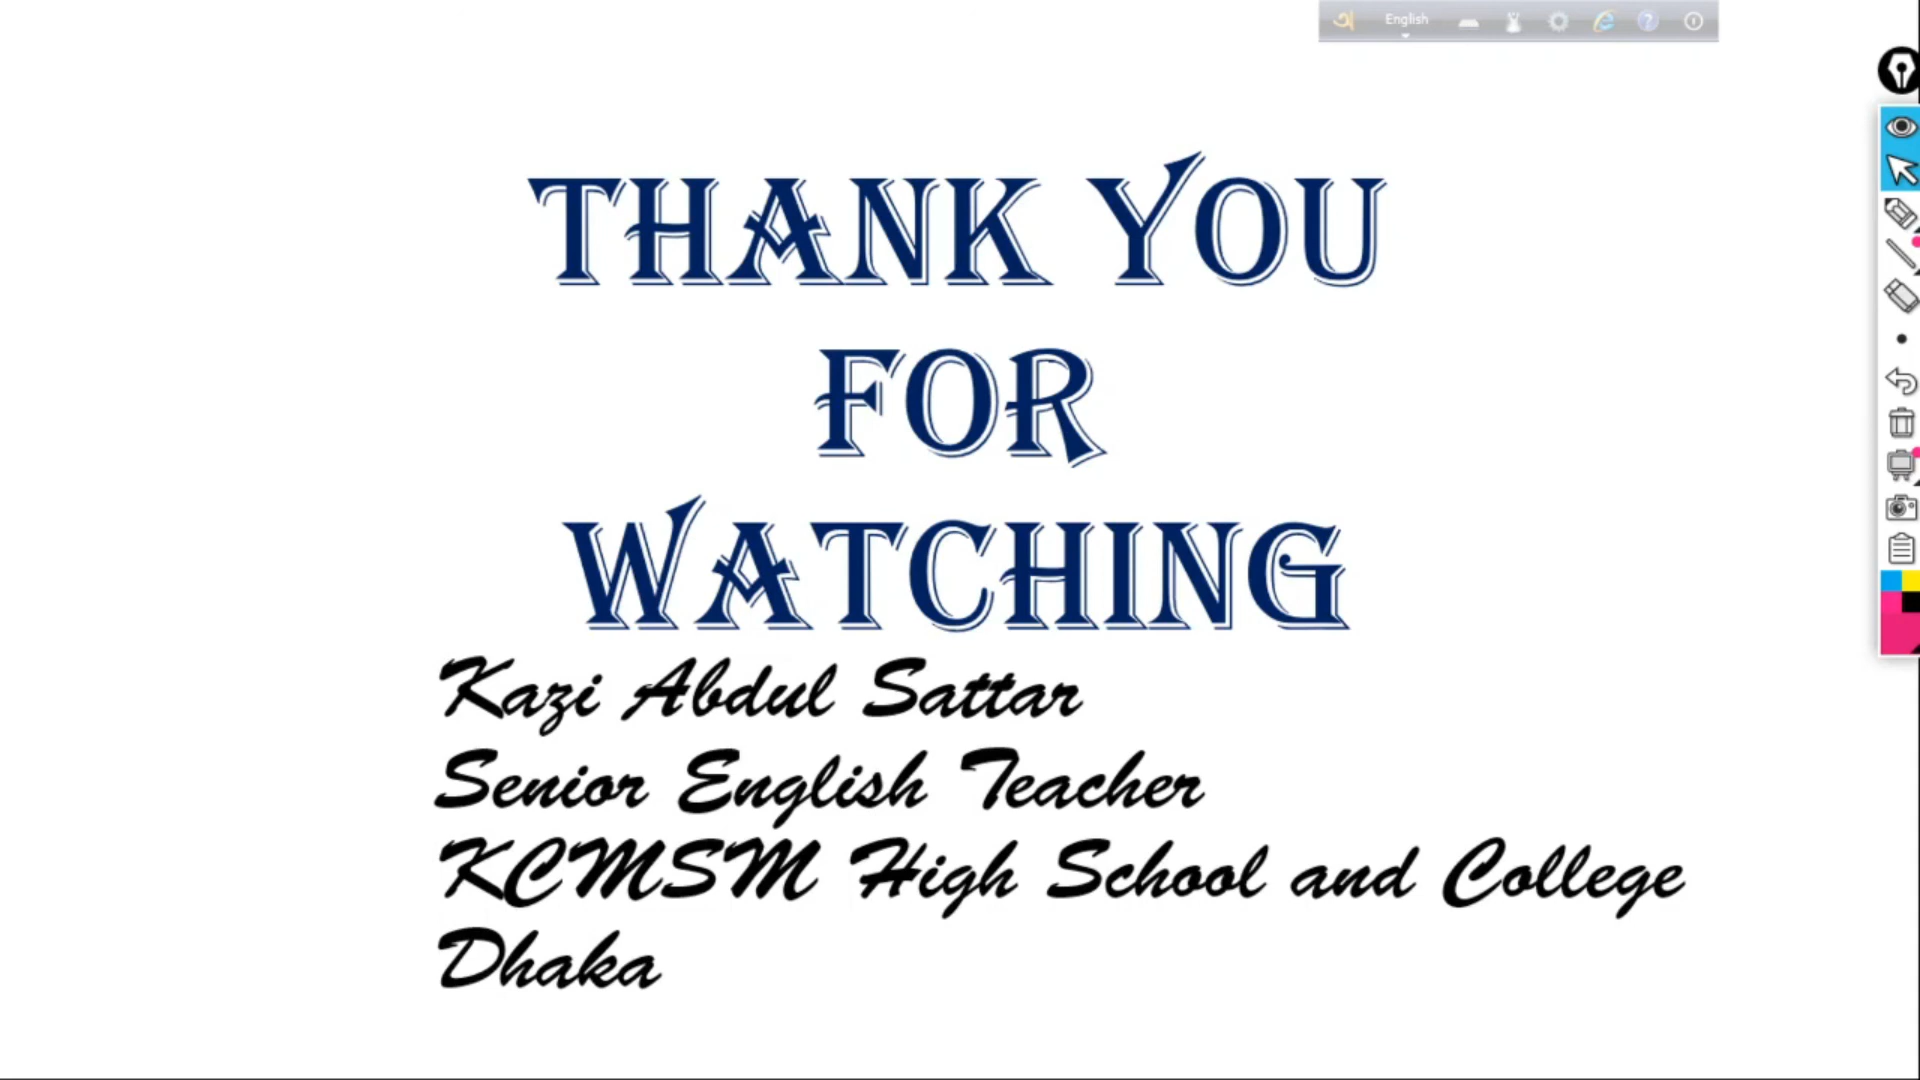 English
THANK YOU
FOR
WATCHING
Kazi Abdul Sattar
Senior English Teacher
KCMSM High School and College
Dhaka